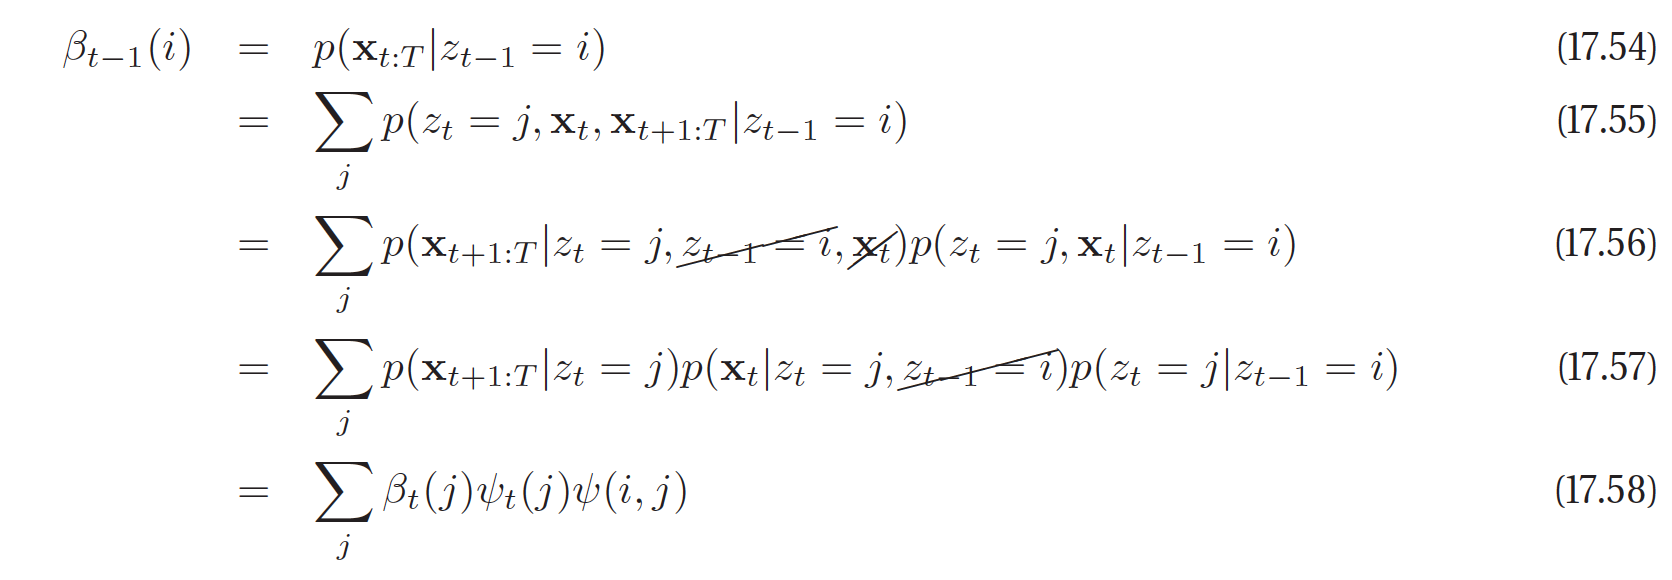 β_{t−1}(i) = p(𝐱_{t:T}|z_{t−1} = i) (17.54)
= ∑_j p(z_t = j, 𝐱_t, 𝐱_{t+1:T}|z_{t−1} = i) (17.55)
= ∑_j p(𝐱_{t+1:T}|z_t = j, z_{t−1} = i, 𝐱_t)p(z_t = j, 𝐱_t|z_{t−1} = i) (17.56)
= ∑_j p(𝐱_{t+1:T}|z_t = j)p(𝐱_t|z_t = j, z_{t−1} = i)p(z_t = j|z_{t−1} = i) (17.57)
= ∑_j β_t(j)ψ_t(j)ψ(i, j) (17.58)